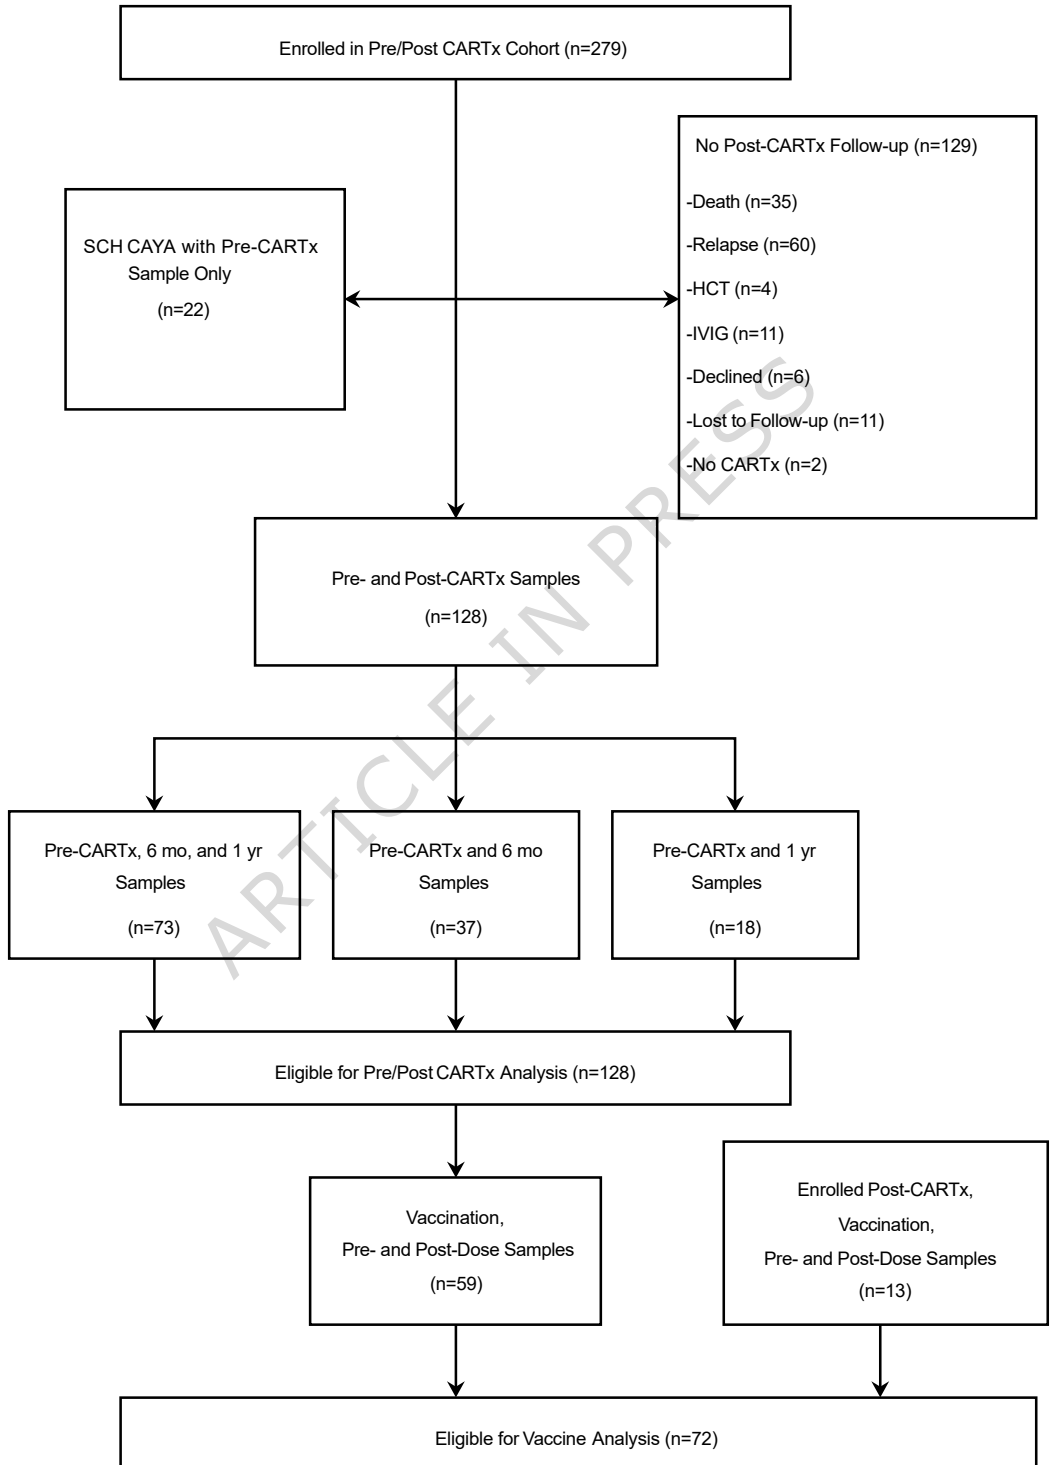 Enrolled in Pre/Post CARTx Cohort (n=279)
No Post-CARTx Follow-up (n=129)
-Death (n=35)
-Relapse (n=60)
-HCT (n=4)
-IVIG (n=11)
-Declined (n=6)
-Lost to Follow-up (n=11)
-No CARTx (n=2)
SCH CAYA with Pre-CARTx
Sample Only
(n=22)
Pre- and Post-CARTx Samples
(n=128)
Pre-CARTx, 6 mo, and 1 yr
Samples
(n=73)
Pre-CARTx and 6 mo
Samples
(n=37)
Pre-CARTx and 1 yr
Samples
(n=18)
Eligible for Pre/Post CARTx Analysis (n=128)
Vaccination,
Pre- and Post-Dose Samples
(n=59)
Enrolled Post-CARTx,
Vaccination,
Pre- and Post-Dose Samples
(n=13)
Eligible for Vaccine Analysis (n=72)
ARTICLE IN PRESS